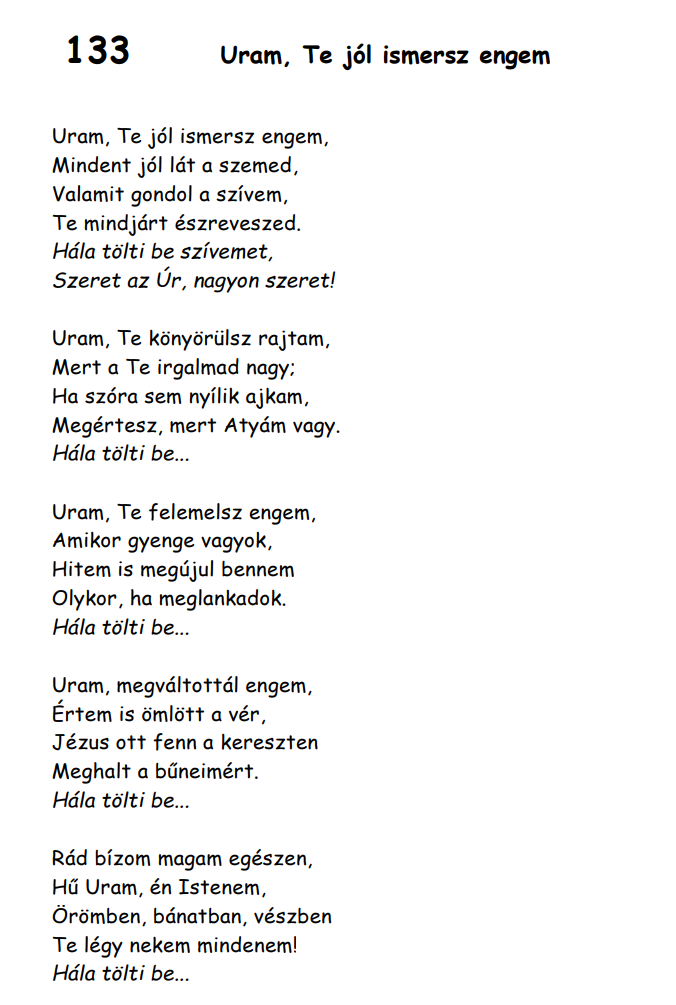 133 Uram, Te jól ismersz engem
Uram, Te jól ismersz engem,
Mindent jól lát a szemed,
Valamit gondol a szívem,
Te mindjárt észreveszed.
Hála tölti be szívemet,
Szeret az Úr, nagyon szeret!
Uram, Te könyörülsz rajtam,
Mert a Te irgalmad nagy;
Ha szóra sem nyílik ajkam,
Megértesz, mert Atyám vagy.
Hála tölti be...
Uram, Te felemelsz engem,
Amikor gyenge vagyok,
Hitem is megújul bennem
Olykor, ha meglankadok.
Hála tölti be...
Uram, megváltottál engem,
Értem is ömlött a vér,
Jézus ott fenn a kereszten
Meghalt a bűneimért.
Hála tölti be...
Rád bízom magam egészen,
Hű Uram, én Istenem,
Örömben, bánatban, vészben
Te légy nekem mindenem!
Hála tölti be...